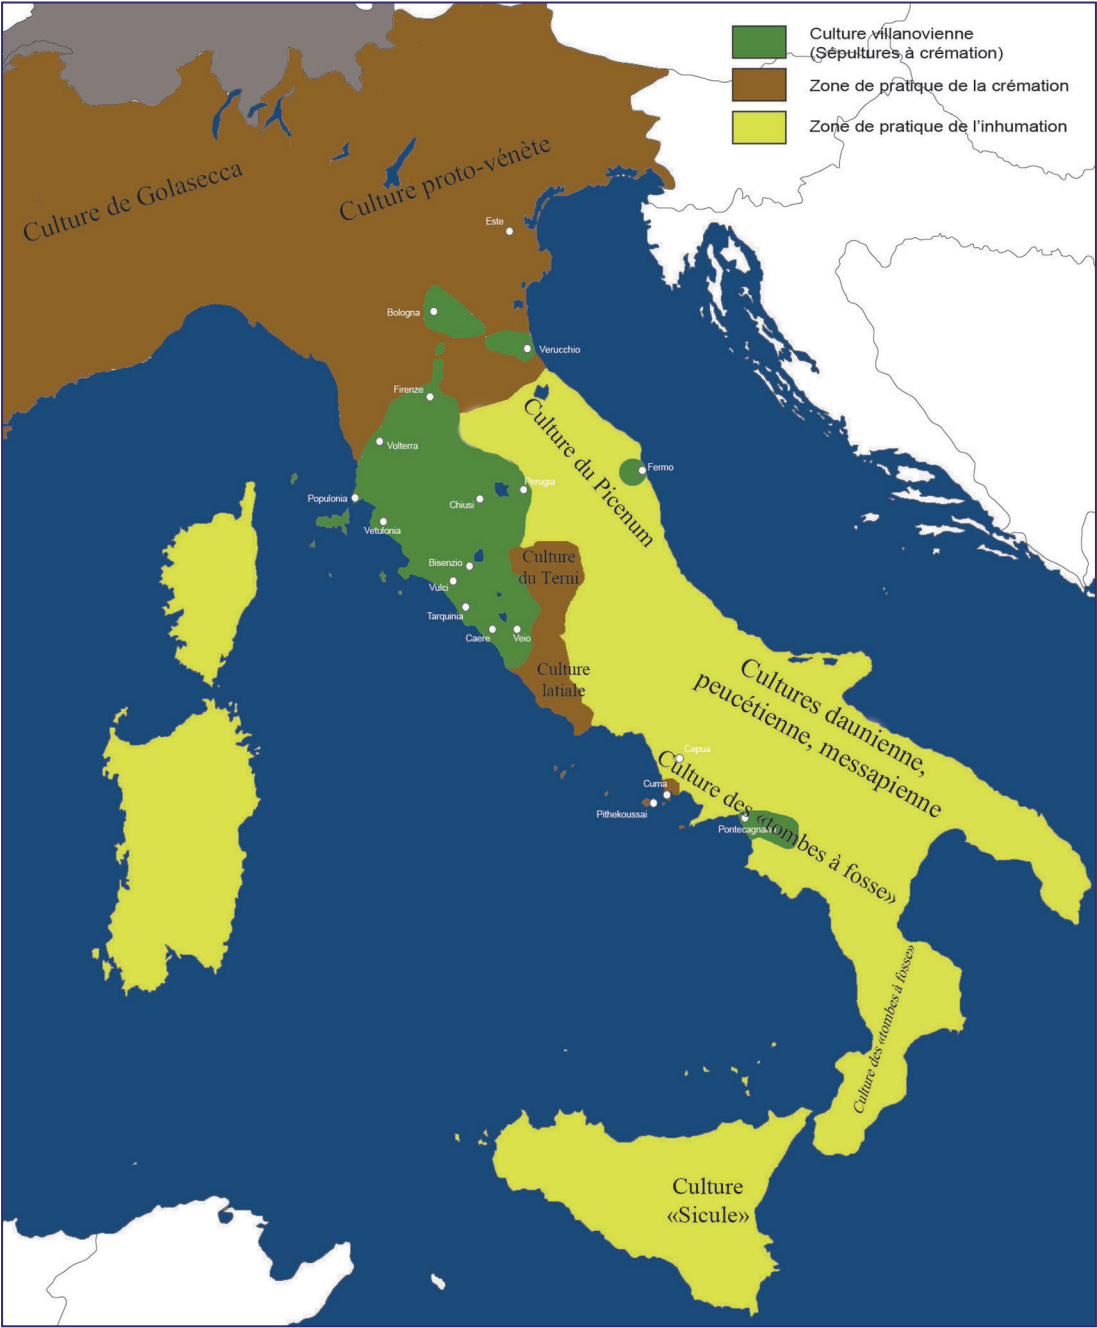 Culture villanovienne
(Sépultures à crémation)
Zone de pratique de la crémation
Zone de pratique de l'inhumation
Culture de Golasecca
Culture proto-vénète
Este
Bologna
Verucchio
Firenze
Volterra
Culture du Picenum
Fermo
Populonia
Perugia
Chiusi
Vetulonia
Culture
du Terni
Bisenzio
Vulci
Tarquinia
Caere
Veio
Culture
latiale
Cultures daunienne,
peucétienne, messapienne
Capua
Culture des «tombes à fosse»
Cuma
Pithekoussai
Pontecagnano
Culture des «tombes à fosse»
Culture
«Sicule»